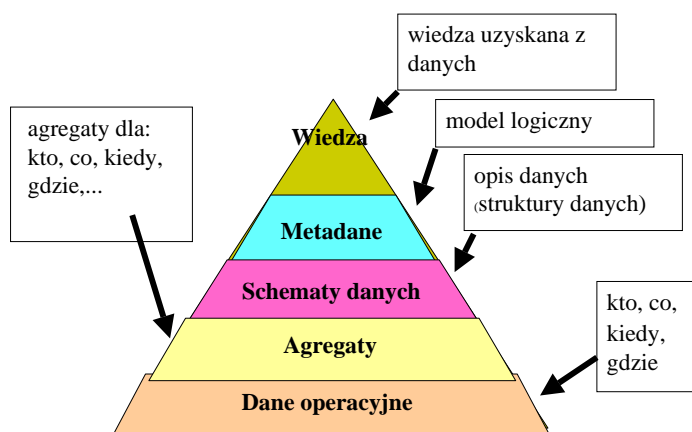 wiedza uzyskana z
danych
agregaty dla:
kto, co, kiedy,
gdzie,...
model logiczny
opis danych
(struktury danych)
kto, co,
kiedy,
gdzie
Wiedza
Metadane
Schematy danych
Agregaty
Dane operacyjne